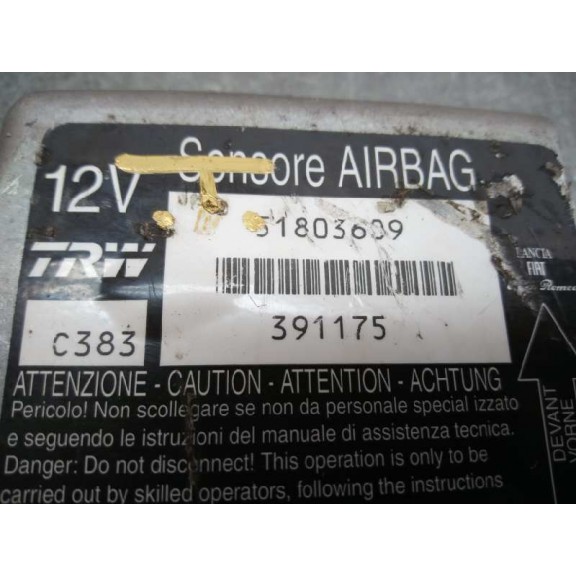 12V Sensore AIRBAG
51803609
TRW
LANCIA
FIAT
C383
391175
ATTENZIONE - CAUTION - ATTENTION - ACHTUNG
Pericolo! Non scollegare se non da personale special izzato
e seguendo le istruzioni del manuale di assistenza tecnica.
Danger: Do not disconnect! This operation is only to be
carried out by skilled operators, following the instructions
DEVANT
VORNE